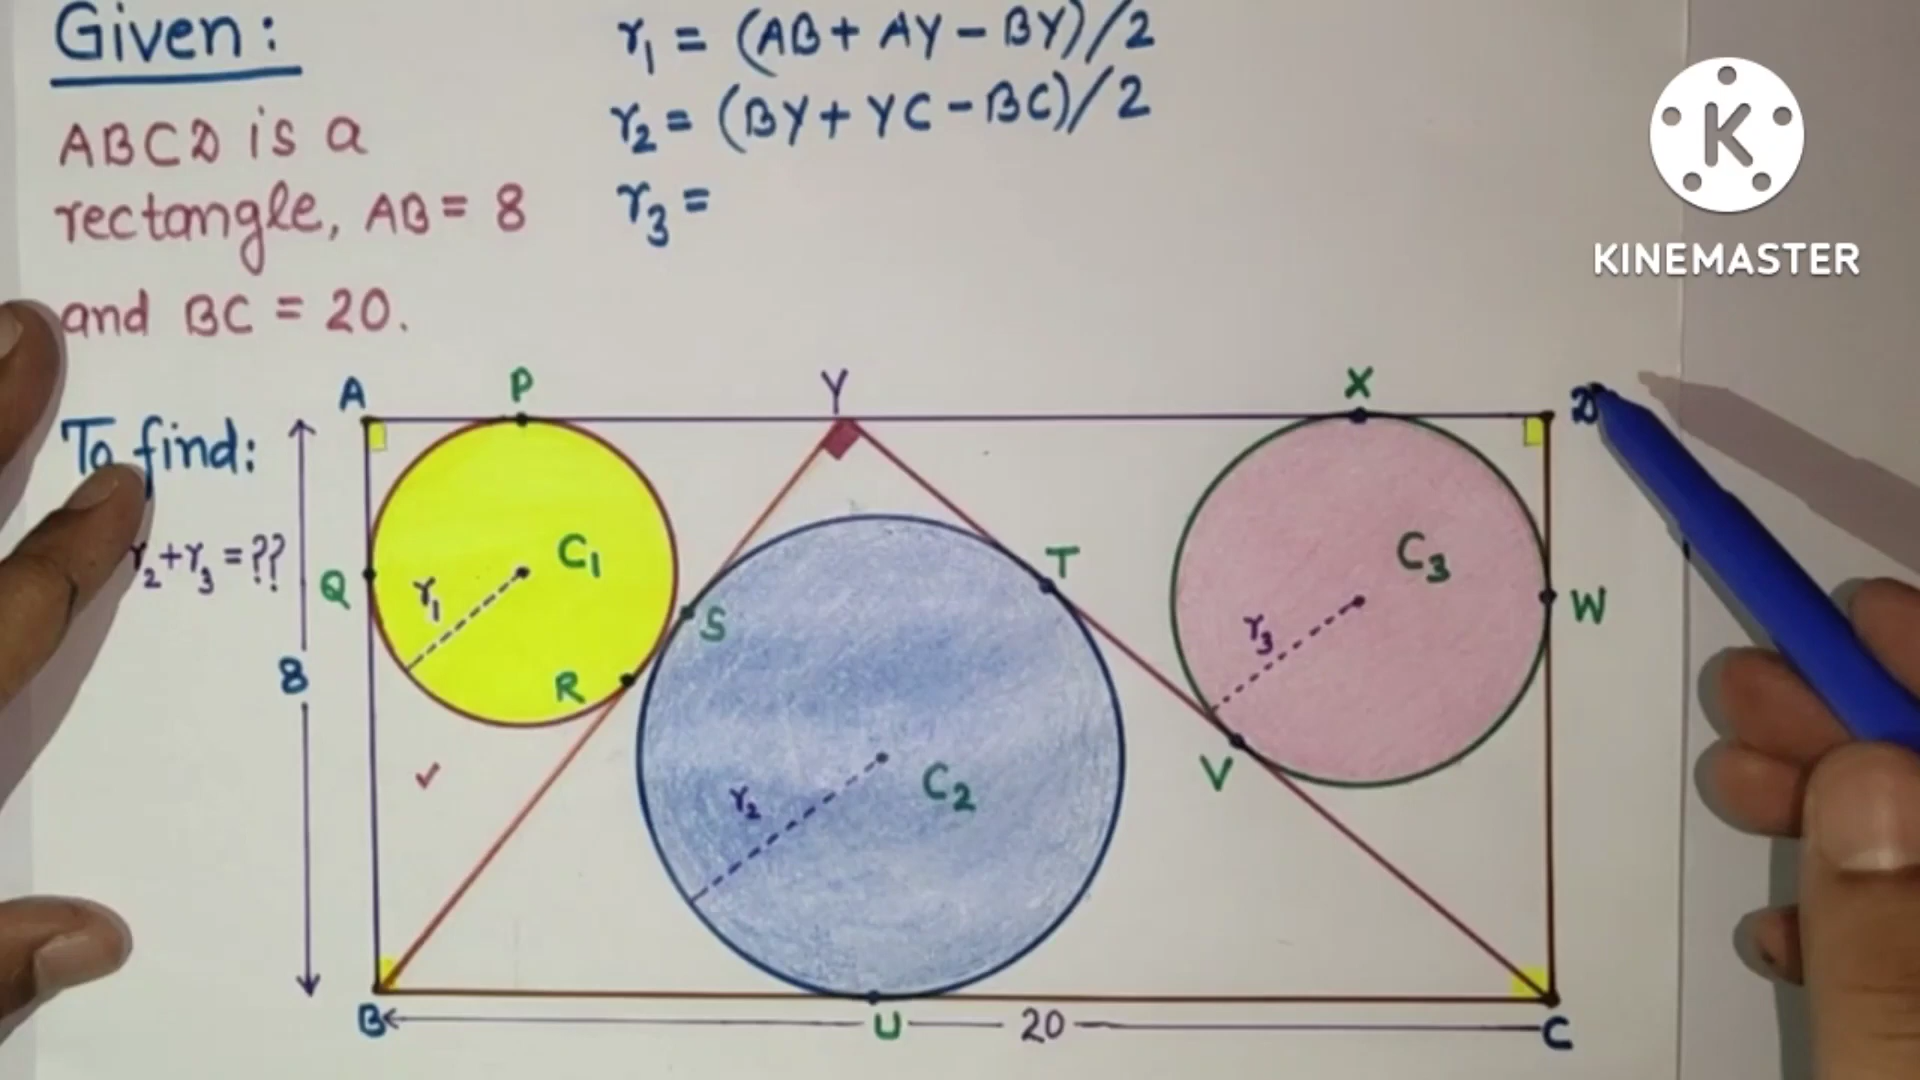 Given:
r₁ = (AB + AY - BY)/2
ABCD is a
r₂ = (BY + YC - BC)/2
rectangle, AB = 8
r₃ =
and BC = 20.
K
KINEMASTER
To find:
r₂ + r₃ = ??
A P Y X D
C₁ T C₃
Q r₁ S W
r₃
8 R
V
r₂ C₂
B U 20 C